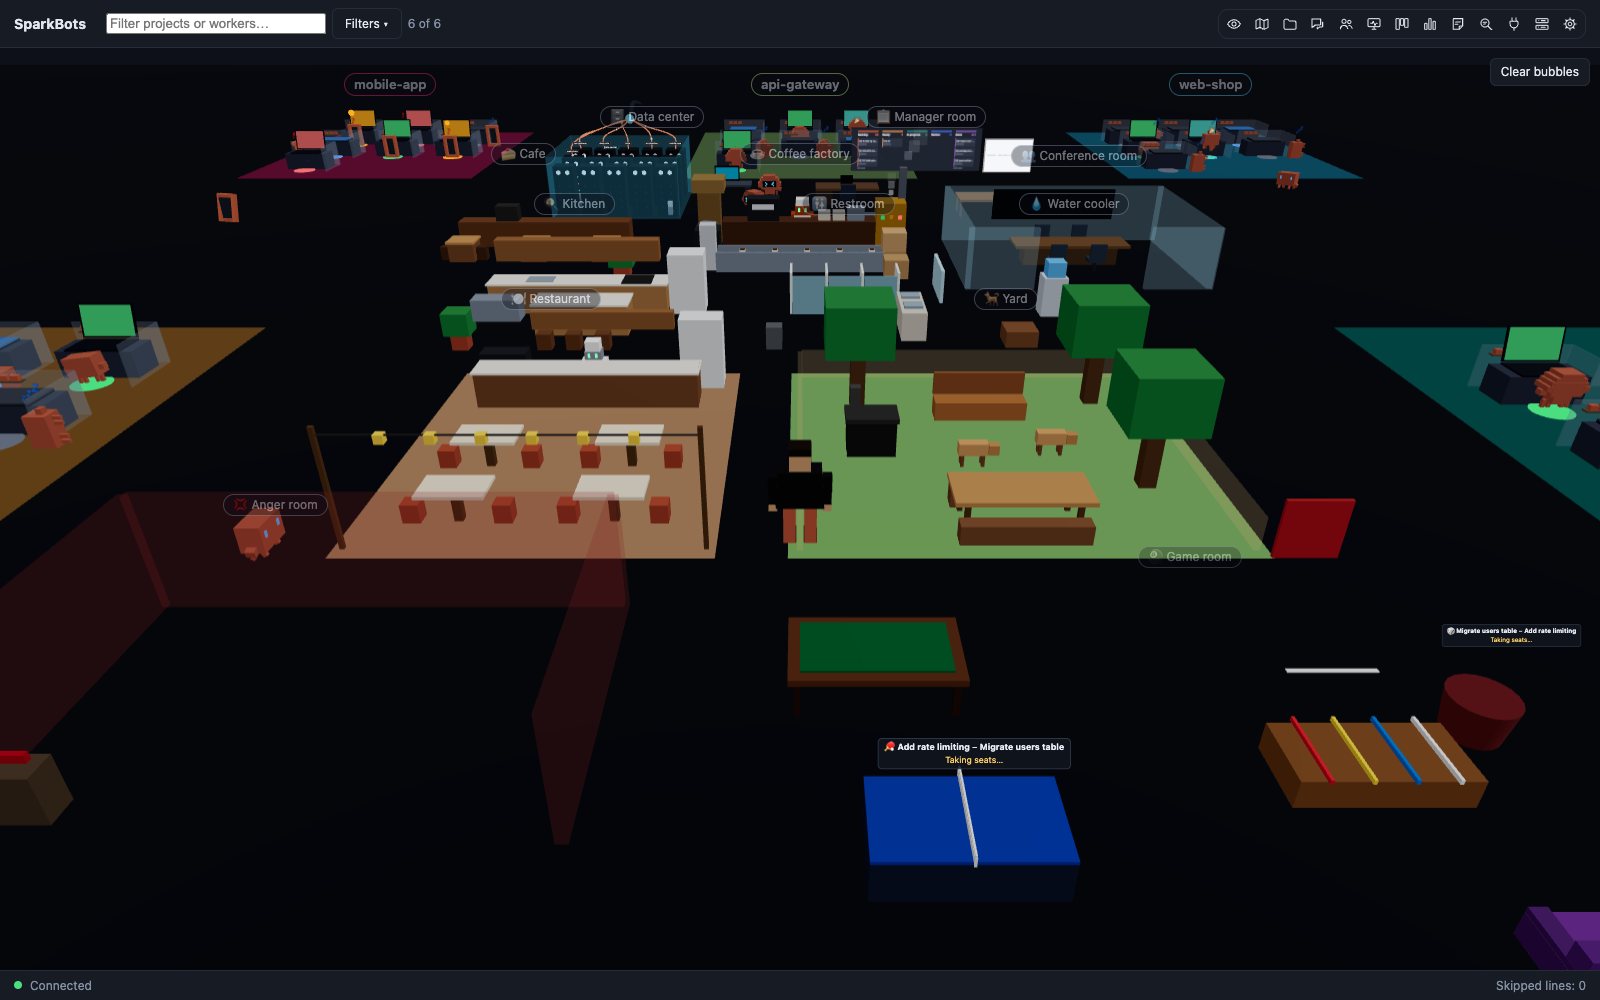 SparkBots
Filter projects or workers...
Filters
6 of 6
Clear bubbles
mobile-app
api-gateway
web-shop
Data center
Manager room
Cafe
Coffee factory
Conference room
Kitchen
Restroom
Water cooler
Restaurant
Yard
Anger room
Game room
Migrate users table – Add rate limiting
Taking seats...
Add rate limiting – Migrate users table
Taking seats...
Connected
Skipped lines: 0